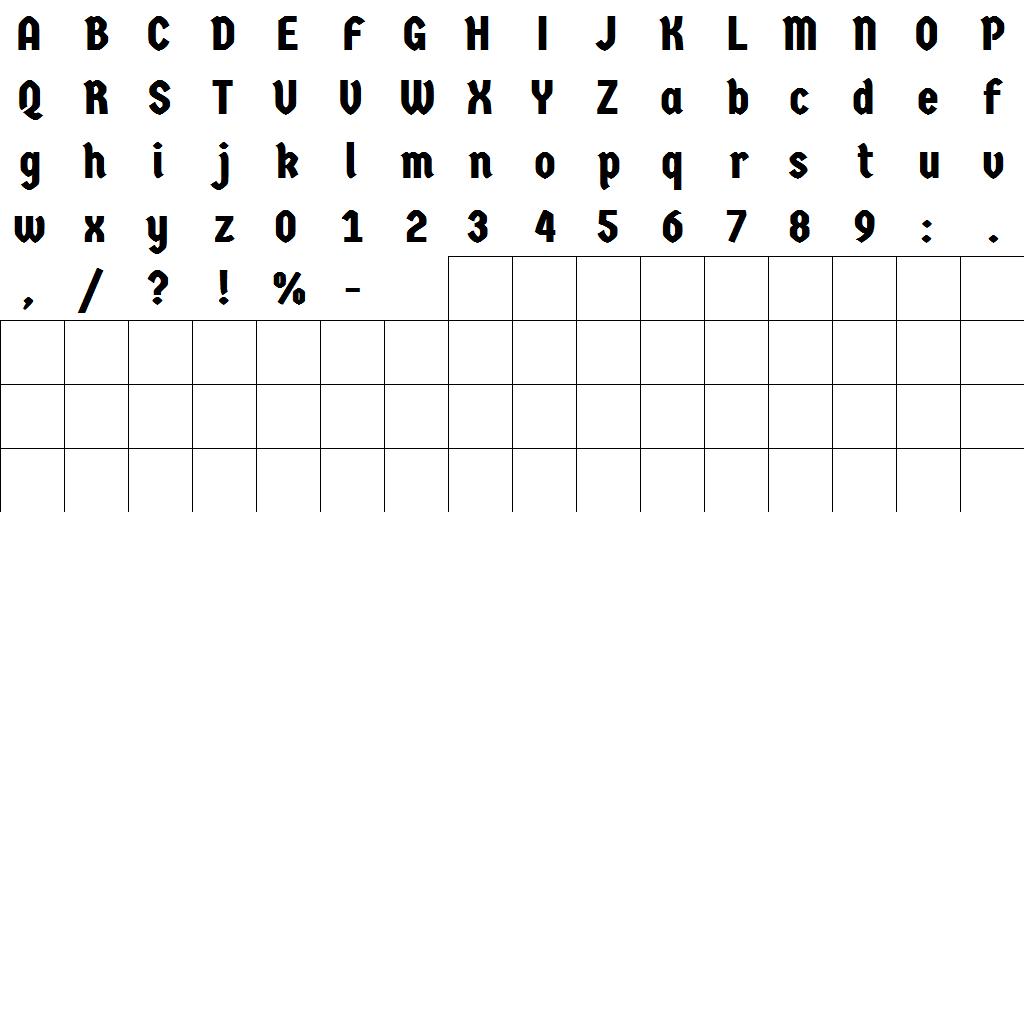 A B C D E F G H I J K L M N O P
Q R S T U V W X Y Z a b c d e f
g h i j k l m n o p q r s t u v
w x y z 0 1 2 3 4 5 6 7 8 9 : .
, / ? ! % -